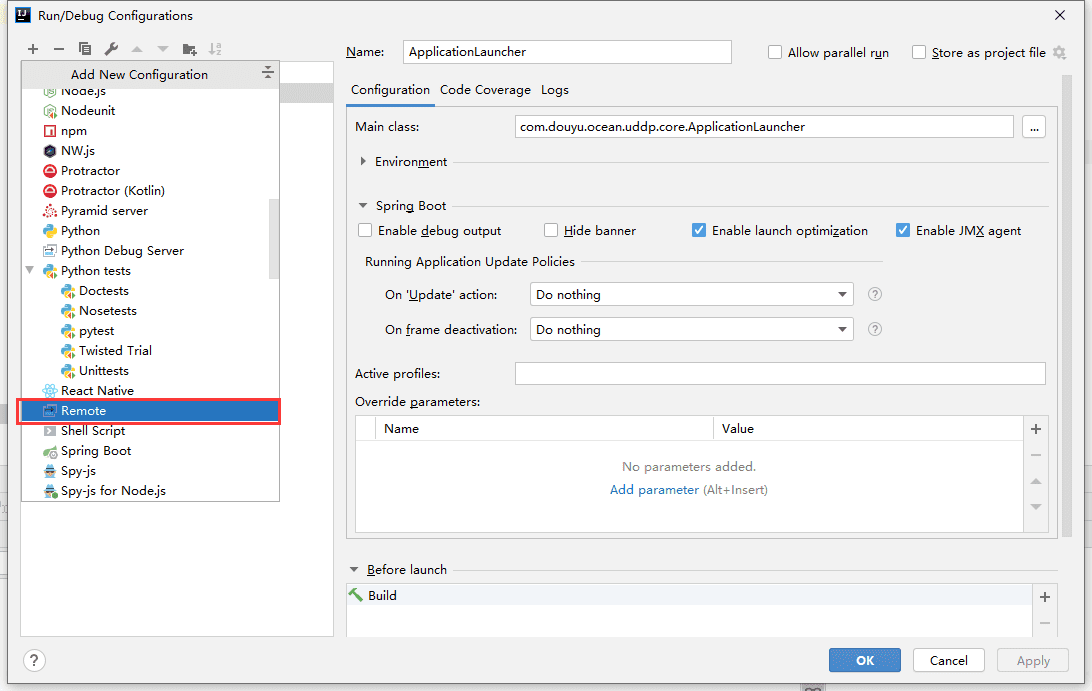 Run/Debug Configurations
Add New Configuration
Node.js
Nodeunit
npm
NW.js
Protractor
Protractor (Kotlin)
Pyramid server
Python
Python Debug Server
Python tests
Doctests
Nosetests
pytest
Twisted Trial
Unittests
React Native
Remote
Shell Script
Spring Boot
Spy-js
Spy-js for Node.js
Name: ApplicationLauncher
Allow parallel run
Store as project file
Configuration Code Coverage Logs
Main class: com.douyu.ocean.uddp.core.ApplicationLauncher ...
Environment
Spring Boot
Enable debug output Hide banner Enable launch optimization Enable JMX agent
Running Application Update Policies
On 'Update' action: Do nothing ?
On frame deactivation: Do nothing ?
Active profiles:
Override parameters:
Name Value
No parameters added.
Add parameter (Alt+Insert)
Before launch
Build
? OK Cancel Apply